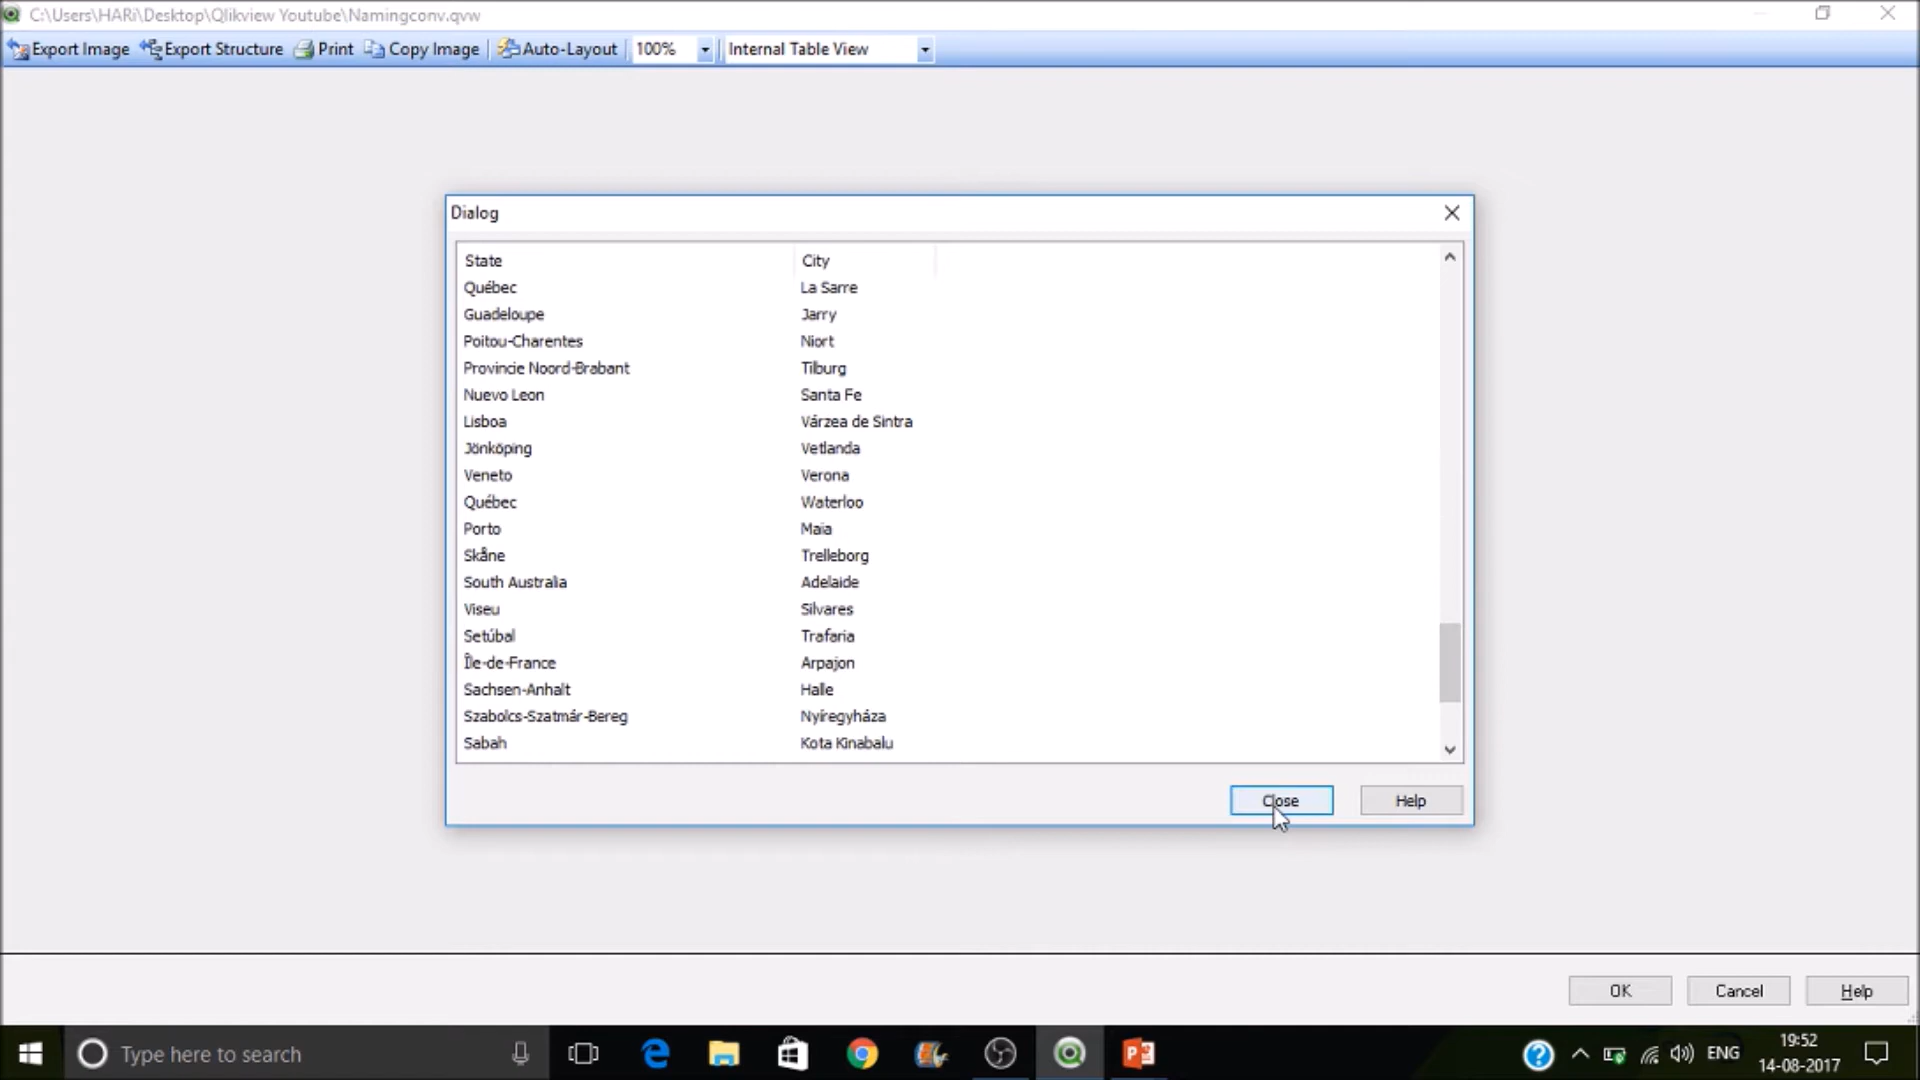 C:\Users\HARi\Desktop\Qlikview Youtube\Namingconv.qvw
Export Image Export Structure Print Copy Image Auto-Layout 100% Internal Table View
Dialog
State City
Québec La Sarre
Guadeloupe Jarry
Poitou-Charentes Niort
Provincie Noord-Brabant Tilburg
Nuevo Leon Santa Fe
Lisboa Várzea de Sintra
Jönköping Vetlanda
Veneto Verona
Québec Waterloo
Porto Maia
Skåne Trelleborg
South Australia Adelaide
Viseu Silvares
Setúbal Trafaria
Île-de-France Arpajon
Sachsen-Anhalt Halle
Szabolcs-Szatmár-Bereg Nyíregyháza
Sabah Kota Kinabalu
Close Help
OK Cancel Help
Type here to search
ENG
19:52
14-08-2017